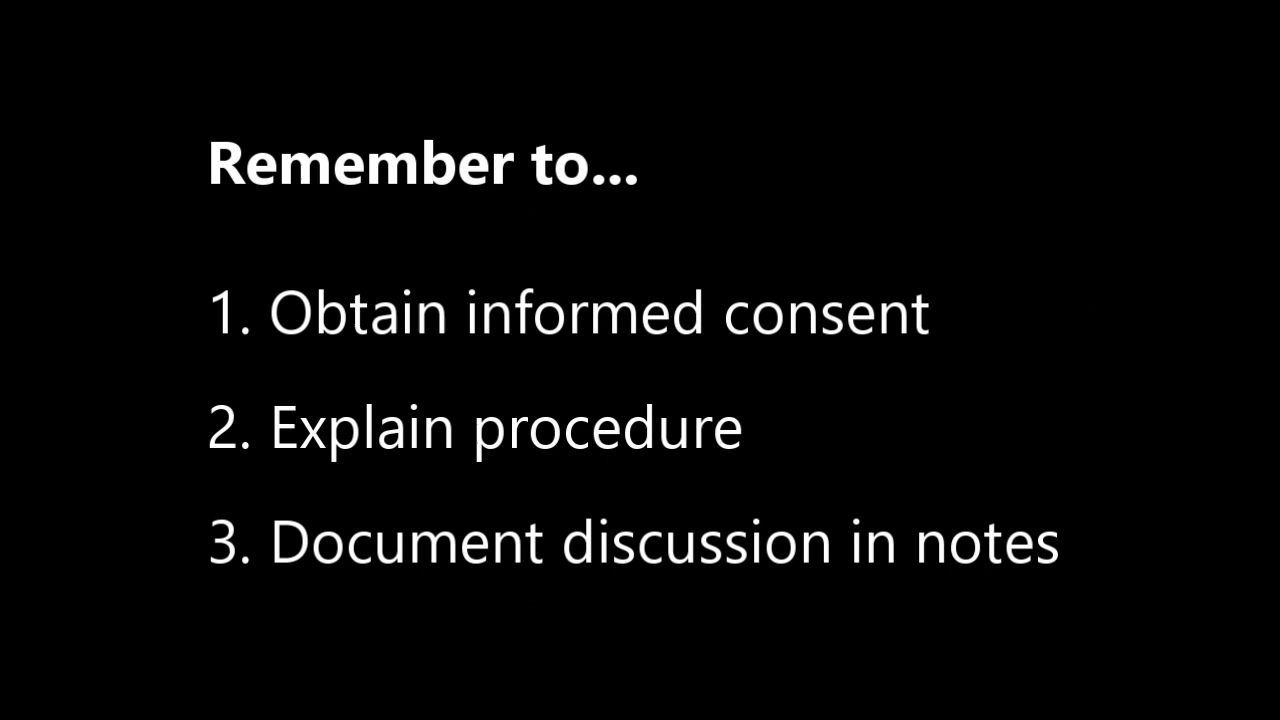 Remember to...
1. Obtain informed consent
2. Explain procedure
3. Document discussion in notes